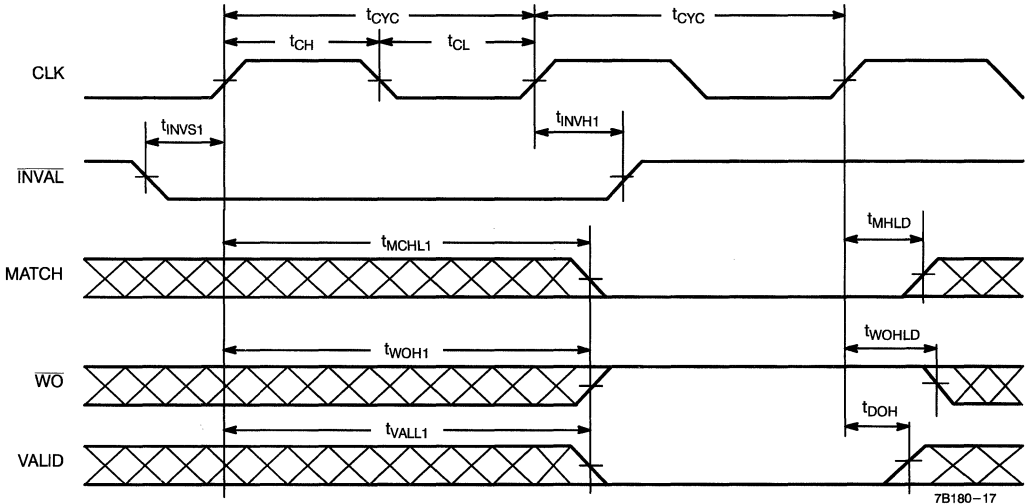 tCYC tCYC
tCH tCL
CLK
tINVS1 tINVH1
INVAL
tMCHL1 tMHLD
MATCH
tWOH1 tWOHLD
WO
tVALL1 tDOH
VALID
7B180-17